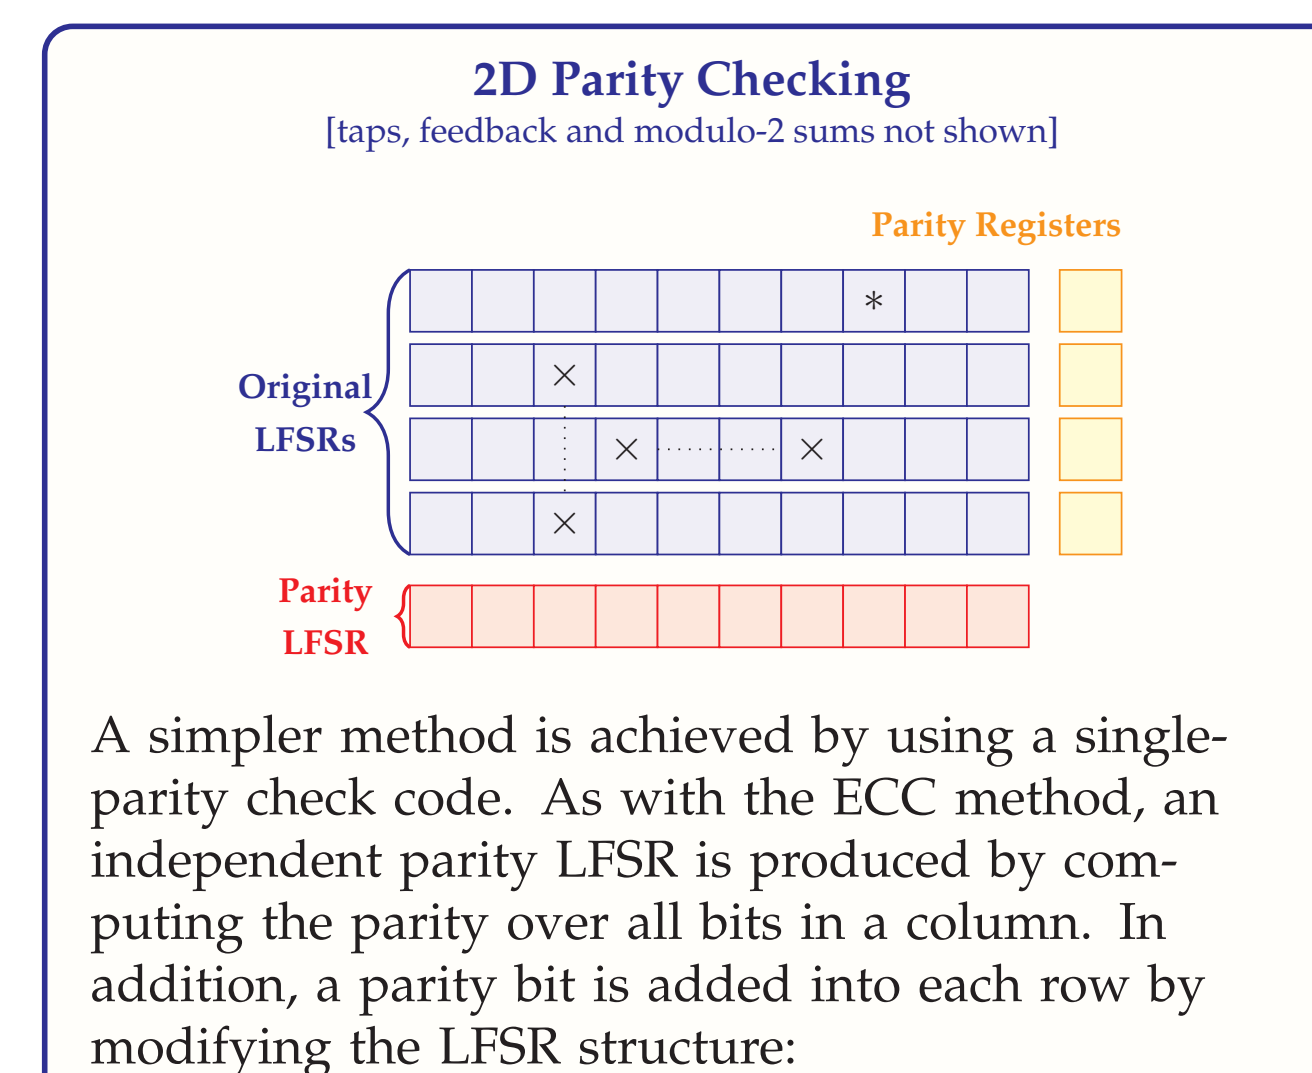 2D Parity Checking
[taps, feedback and modulo-2 sums not shown]
Parity Registers
*
Original
LFSRs
×
× ×
×
Parity
LFSR
A simpler method is achieved by using a single-
parity check code. As with the ECC method, an
independent parity LFSR is produced by com-
puting the parity over all bits in a column. In
addition, a parity bit is added into each row by
modifying the LFSR structure: